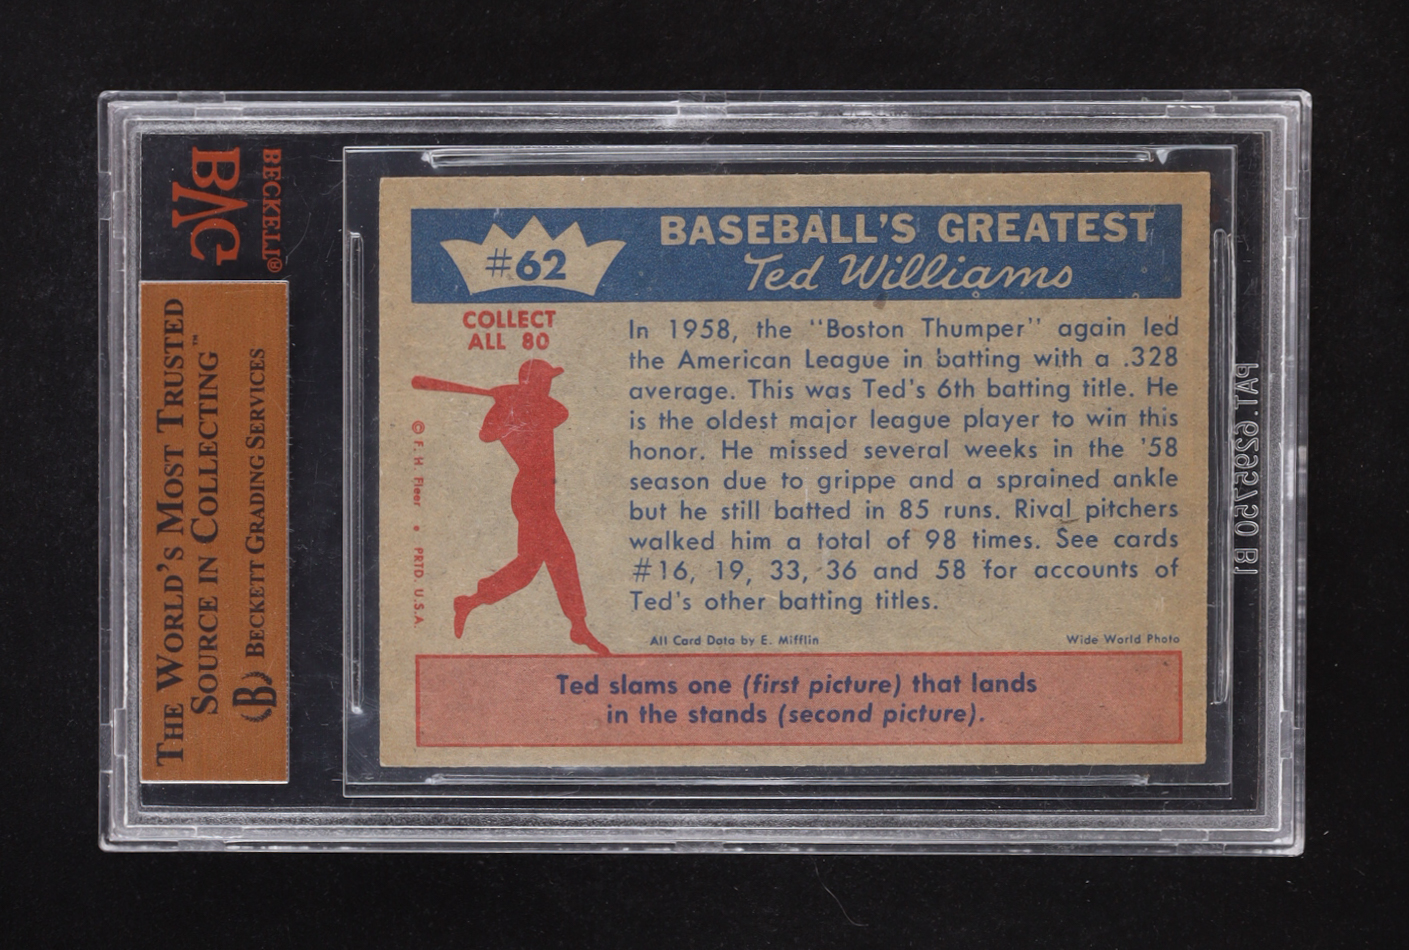 BVG
BECKETT®
THE WORLD'S MOST TRUSTED
SOURCE IN COLLECTING™
(B) BECKETT GRADING SERVICES
#62
BASEBALL'S GREATEST
Ted Williams
COLLECT
ALL 80
© F. H. Fleer • PRTD. U.S.A.
In 1958, the "Boston Thumper" again led
the American League in batting with a .328
average. This was Ted's 6th batting title. He
is the oldest major league player to win this
honor. He missed several weeks in the '58
season due to grippe and a sprained ankle
but he still batted in 85 runs. Rival pitchers
walked him a total of 98 times. See cards
#16, 19, 33, 36 and 58 for accounts of
Ted's other batting titles.
All Card Data by E. Mifflin
Wide World Photo
Ted slams one (first picture) that lands
in the stands (second picture).
PAT. 6295750 B1